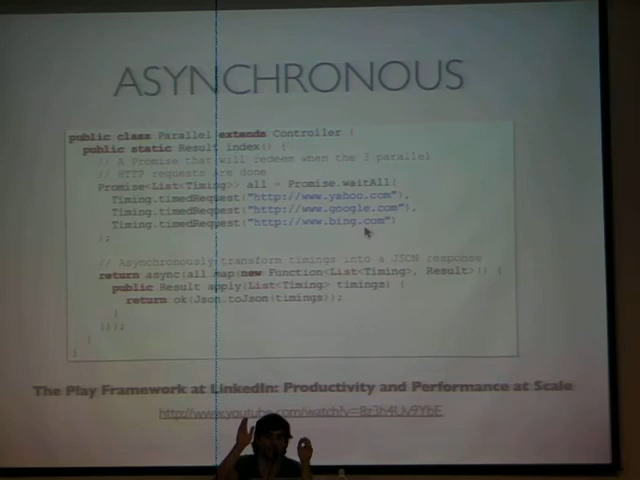 ASYNCHRONOUS
public class Parallel extends Controller {
public static Result index() {
// A Promise that will redeem when the 3 parallel
// HTTP requests are done
Promise<List<Timing>> all = Promise.waitAll(
Timing.timedRequest("http://www.yahoo.com"),
Timing.timedRequest("http://www.google.com"),
Timing.timedRequest("http://www.bing.com")
);
// Asynchronously transform timings into a JSON response
return async(all.map(new Function<List<Timing>, Result>() {
public Result apply(List<Timing> timings) {
return ok(Json.toJson(timings));
}
}));
}
}
The Play Framework at LinkedIn: Productivity and Performance at Scale